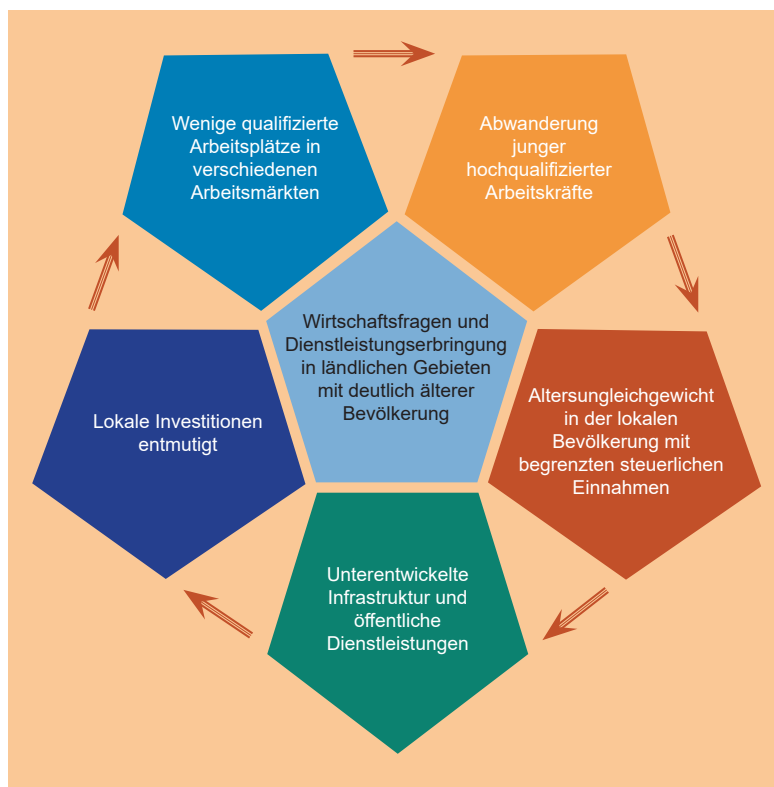 Wenige qualifizierte
Arbeitsplätze in
verschiedenen
Arbeitsmärkten
Abwanderung
junger
hochqualifizierter
Arbeitskräfte
Wirtschaftsfragen und
Dienstleistungserbringung
in ländlichen Gebieten
mit deutlich älterer
Bevölkerung
Altersungleichgewicht
in der lokalen
Bevölkerung mit
begrenzten steuerlichen
Einnahmen
Lokale Investitionen
entmutigt
Unterentwickelte
Infrastruktur und
öffentliche
Dienstleistungen